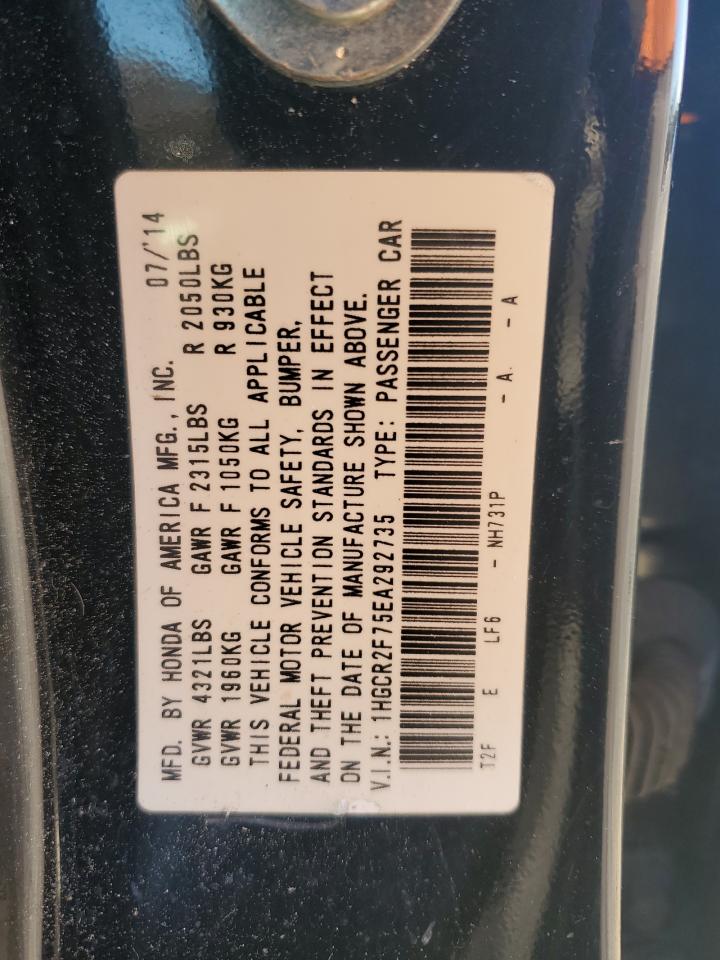 MFD. BY HONDA OF AMERICA MFG., INC. 07/'14
GVWR 4321LBS GAWR F 2315LBS R 2050LBS
GVWR 1960KG GAWR F 1050KG R 930KG
THIS VEHICLE CONFORMS TO ALL APPLICABLE
FEDERAL MOTOR VEHICLE SAFETY, BUMPER,
AND THEFT PREVENTION STANDARDS IN EFFECT
ON THE DATE OF MANUFACTURE SHOWN ABOVE.
V.I.N.: 1HGCR2F75EA292735 TYPE: PASSENGER CAR
T2F E LF6 - NH731P - A. - A